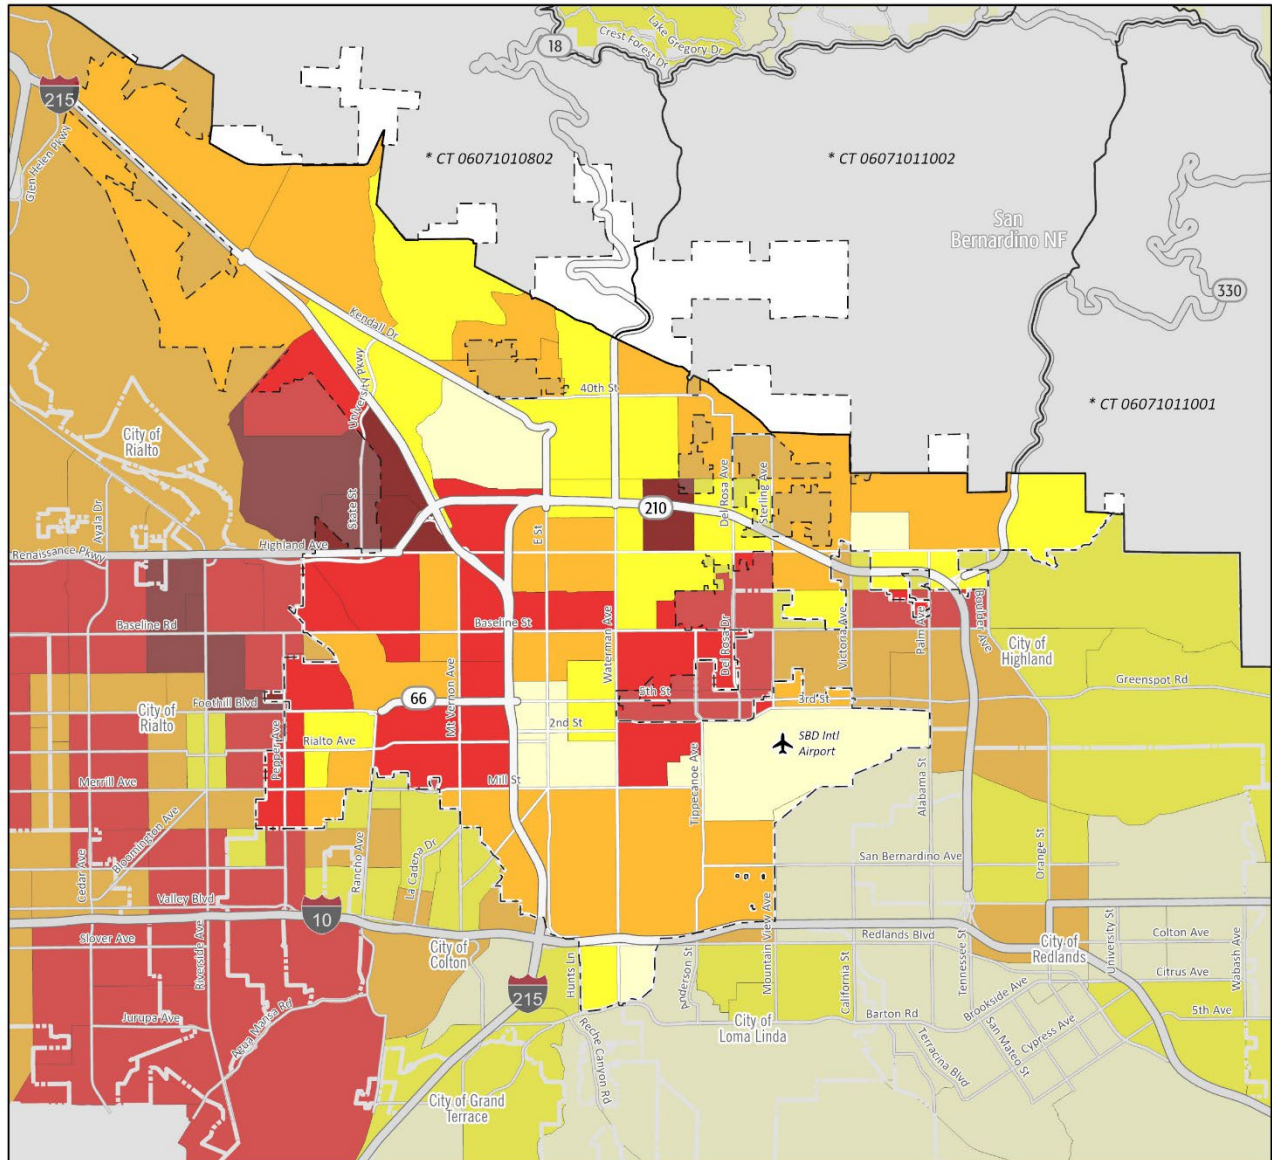 Lake Gregory Dr
Crest Forest Dr
18
215
Glen Helen Pkwy
* CT 06071010802
* CT 06071011002
San
Bernardino NF
330
Kendall Dr
University Pkwy
40th St
* CT 06071011001
City of
Rialto
Ayala Dr
State St
Del Rosa Ave
Sterling Ave
210
E St
Renaissance Pkwy
Highland Ave
Baseline Rd
Baseline St
Waterman Ave
Del Rosa Dr
Victoria Ave
Palm Ave
Boulder Ave
City of
Highland
Mt Vernon Ave
66
5th St
3rd St
Greenspot Rd
Foothill Blvd
City of
Rialto
Pepper Ave
Rialto Ave
2nd St
SBD Intl
Airport
Merrill Ave
Mill St
Tippecanoe Ave
Alabama St
Bloomington Ave
Cedar Ave
Rancho Ave
La Cadena Dr
San Bernardino Ave
Orange St
Valley Blvd
10
Slover Ave
Riverside Ave
City of
Colton
215
Hunts Ln
Anderson St
Mountain View Ave
Redlands Blvd
California St
Tennessee St
City of
Redlands
University St
Colton Ave
Citrus Ave
Wabash Ave
Jurupa Ave
Agua Mansa Rd
Reche Canyon Rd
City of
Loma Linda
Barton Rd
Terracina Blvd
Brookside Ave
San Mateo St
Cypress Ave
5th Ave
City of Grand
Terrace